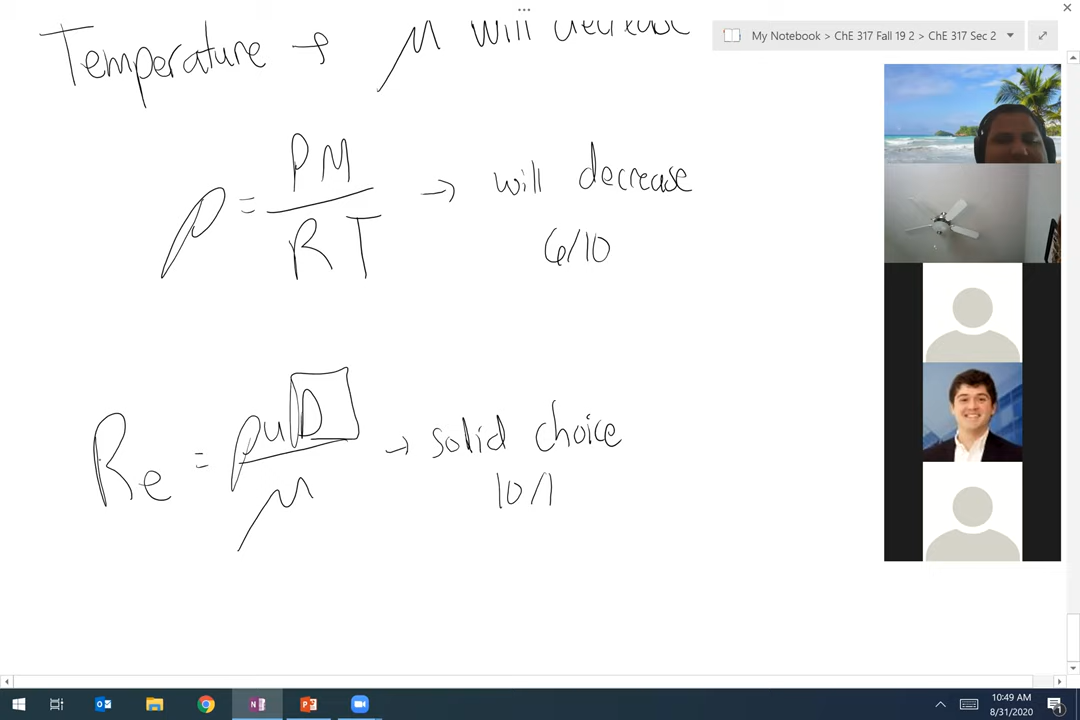 Temperature → μ will decrease
My Notebook > ChE 317 Fall 19 2 > ChE 317 Sec 2
ρ = PM / RT → will decrease
6/10
Re = ρuD / μ → solid choice
10/1
10:49 AM
8/31/2020